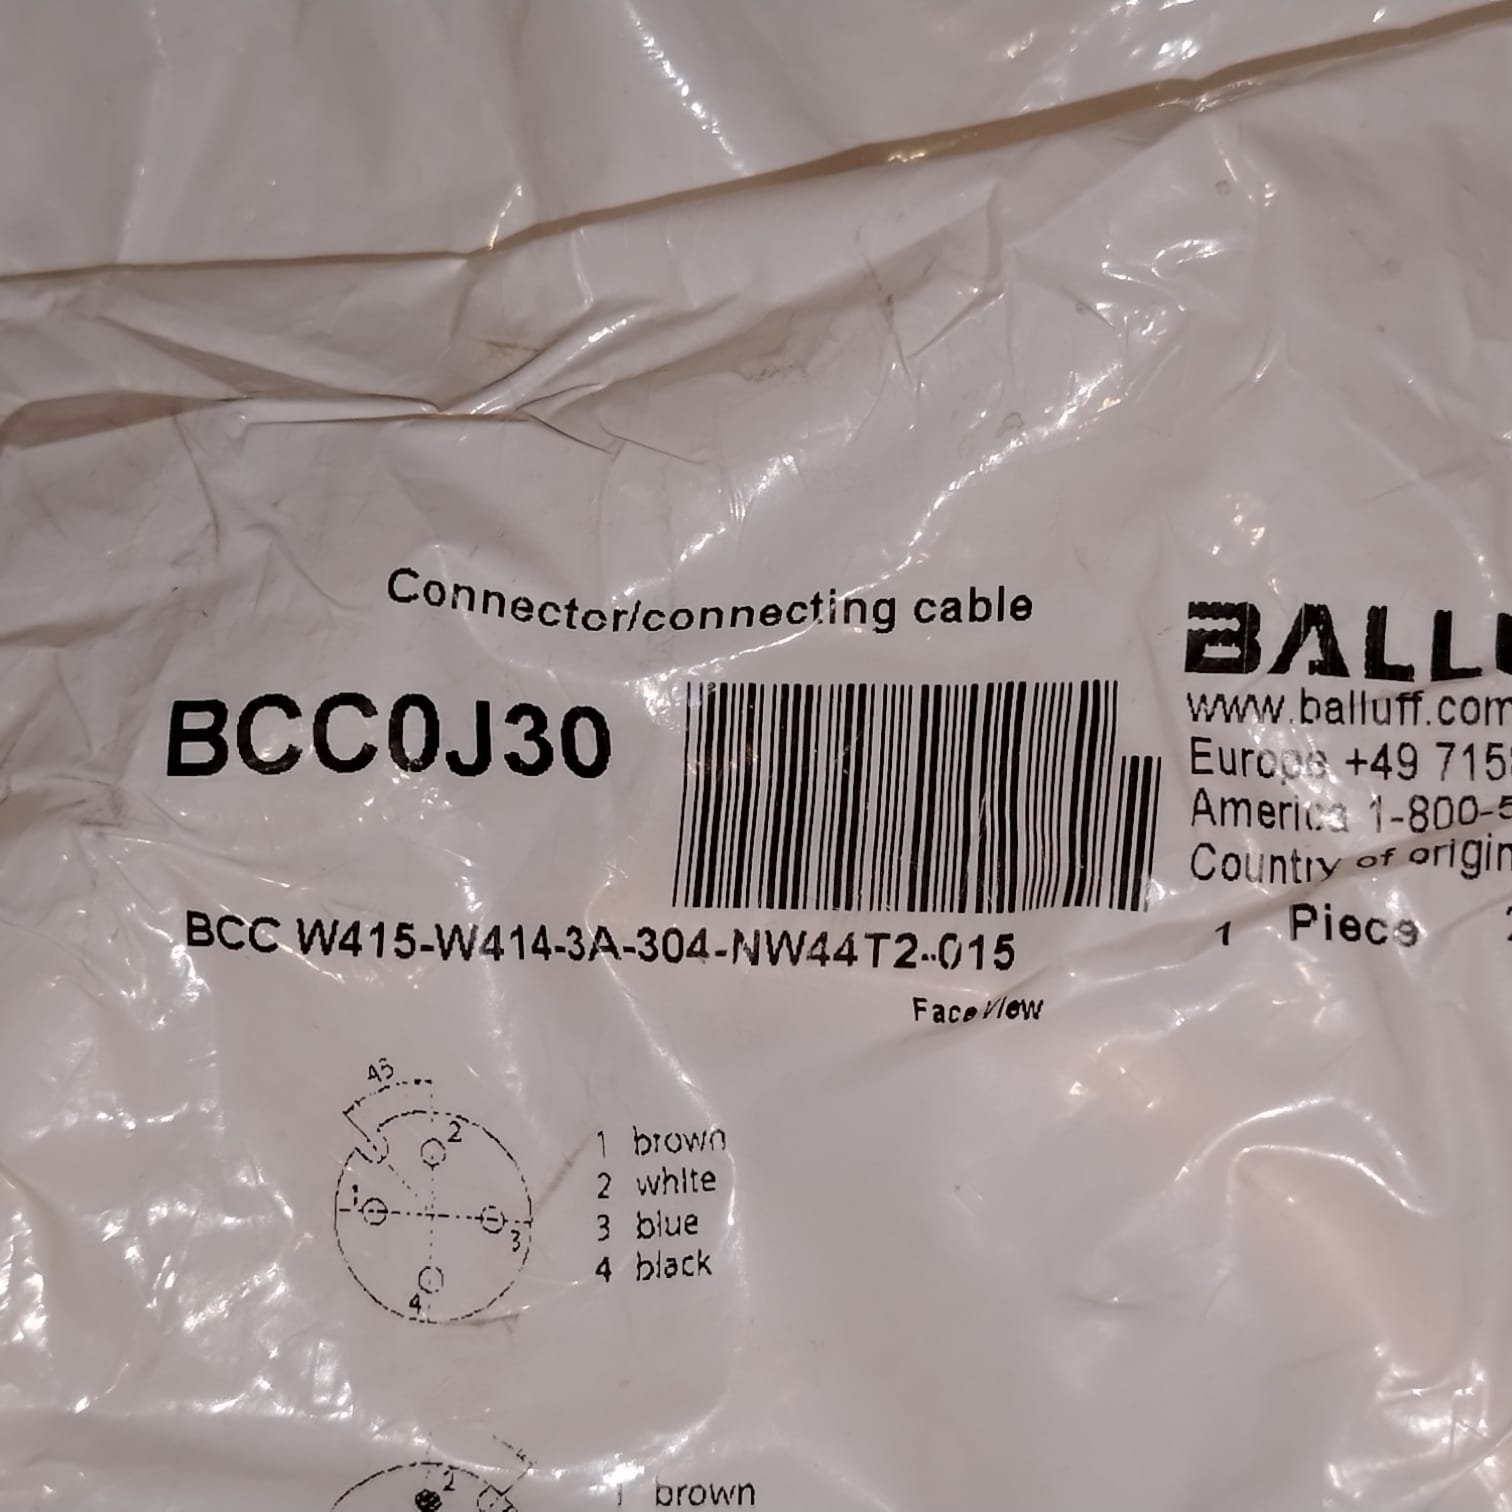 Connector/connecting cable
BALLU
www.balluff.com
BCC0J30
Europe +49 715
America 1-800-5
Country of origin
BCC W415-W414-3A-304-NW44T2-015
1 Piece
Face View
45
2
1
3
4
1 brown
2 white
3 blue
4 black
2
1 brown